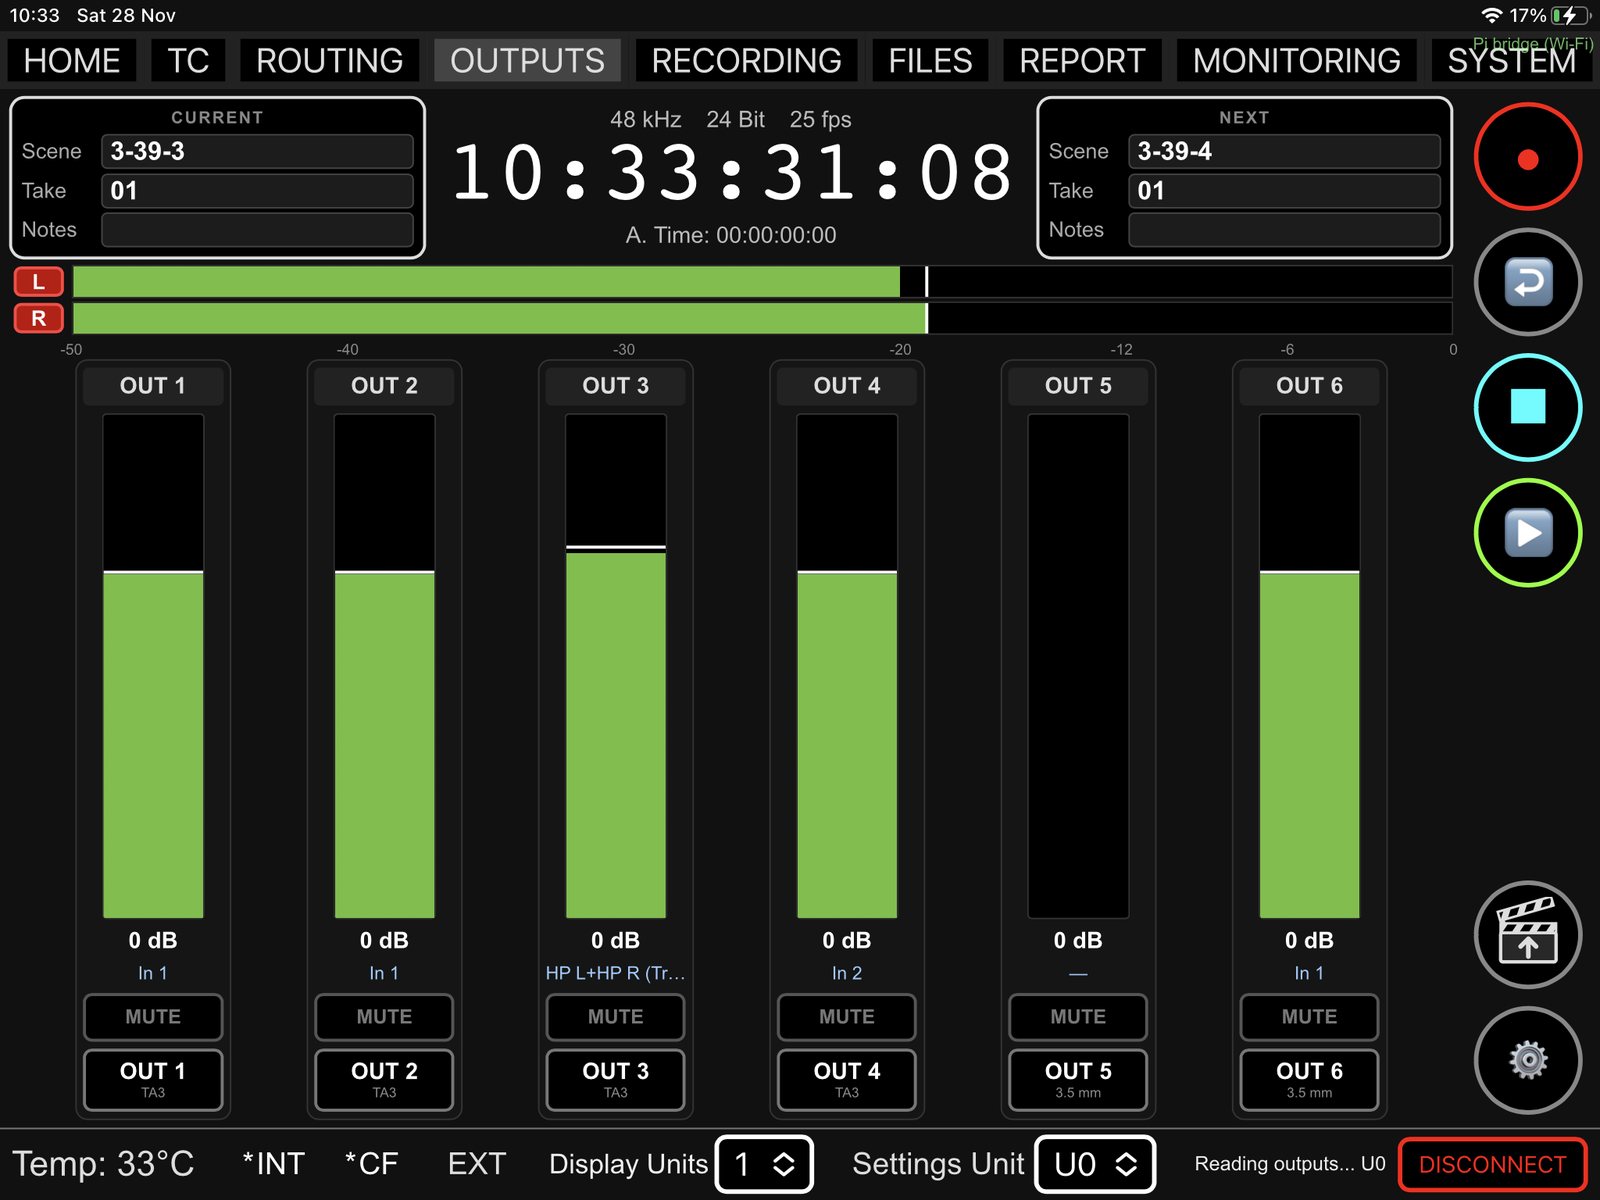 10:33 Sat 28 Nov
17%
Pi bridge (Wi-Fi)
HOME TC ROUTING OUTPUTS RECORDING FILES REPORT MONITORING SYSTEM
CURRENT
Scene 3-39-3
Take 01
Notes
48 kHz 24 Bit 25 fps
10:33:31:08
A. Time: 00:00:00:00
NEXT
Scene 3-39-4
Take 01
Notes
L
R
-50 -40 -30 -20 -12 -6 0
OUT 1 OUT 2 OUT 3 OUT 4 OUT 5 OUT 6
0 dB 0 dB 0 dB 0 dB 0 dB 0 dB
In 1 In 1 HP L+HP R (Tr... In 2 — In 1
MUTE MUTE MUTE MUTE MUTE MUTE
OUT 1 OUT 2 OUT 3 OUT 4 OUT 5 OUT 6
TA3 TA3 TA3 TA3 3.5 mm 3.5 mm
Temp: 33°C *INT *CF EXT Display Units 1 Settings Unit U0 Reading outputs... U0 DISCONNECT